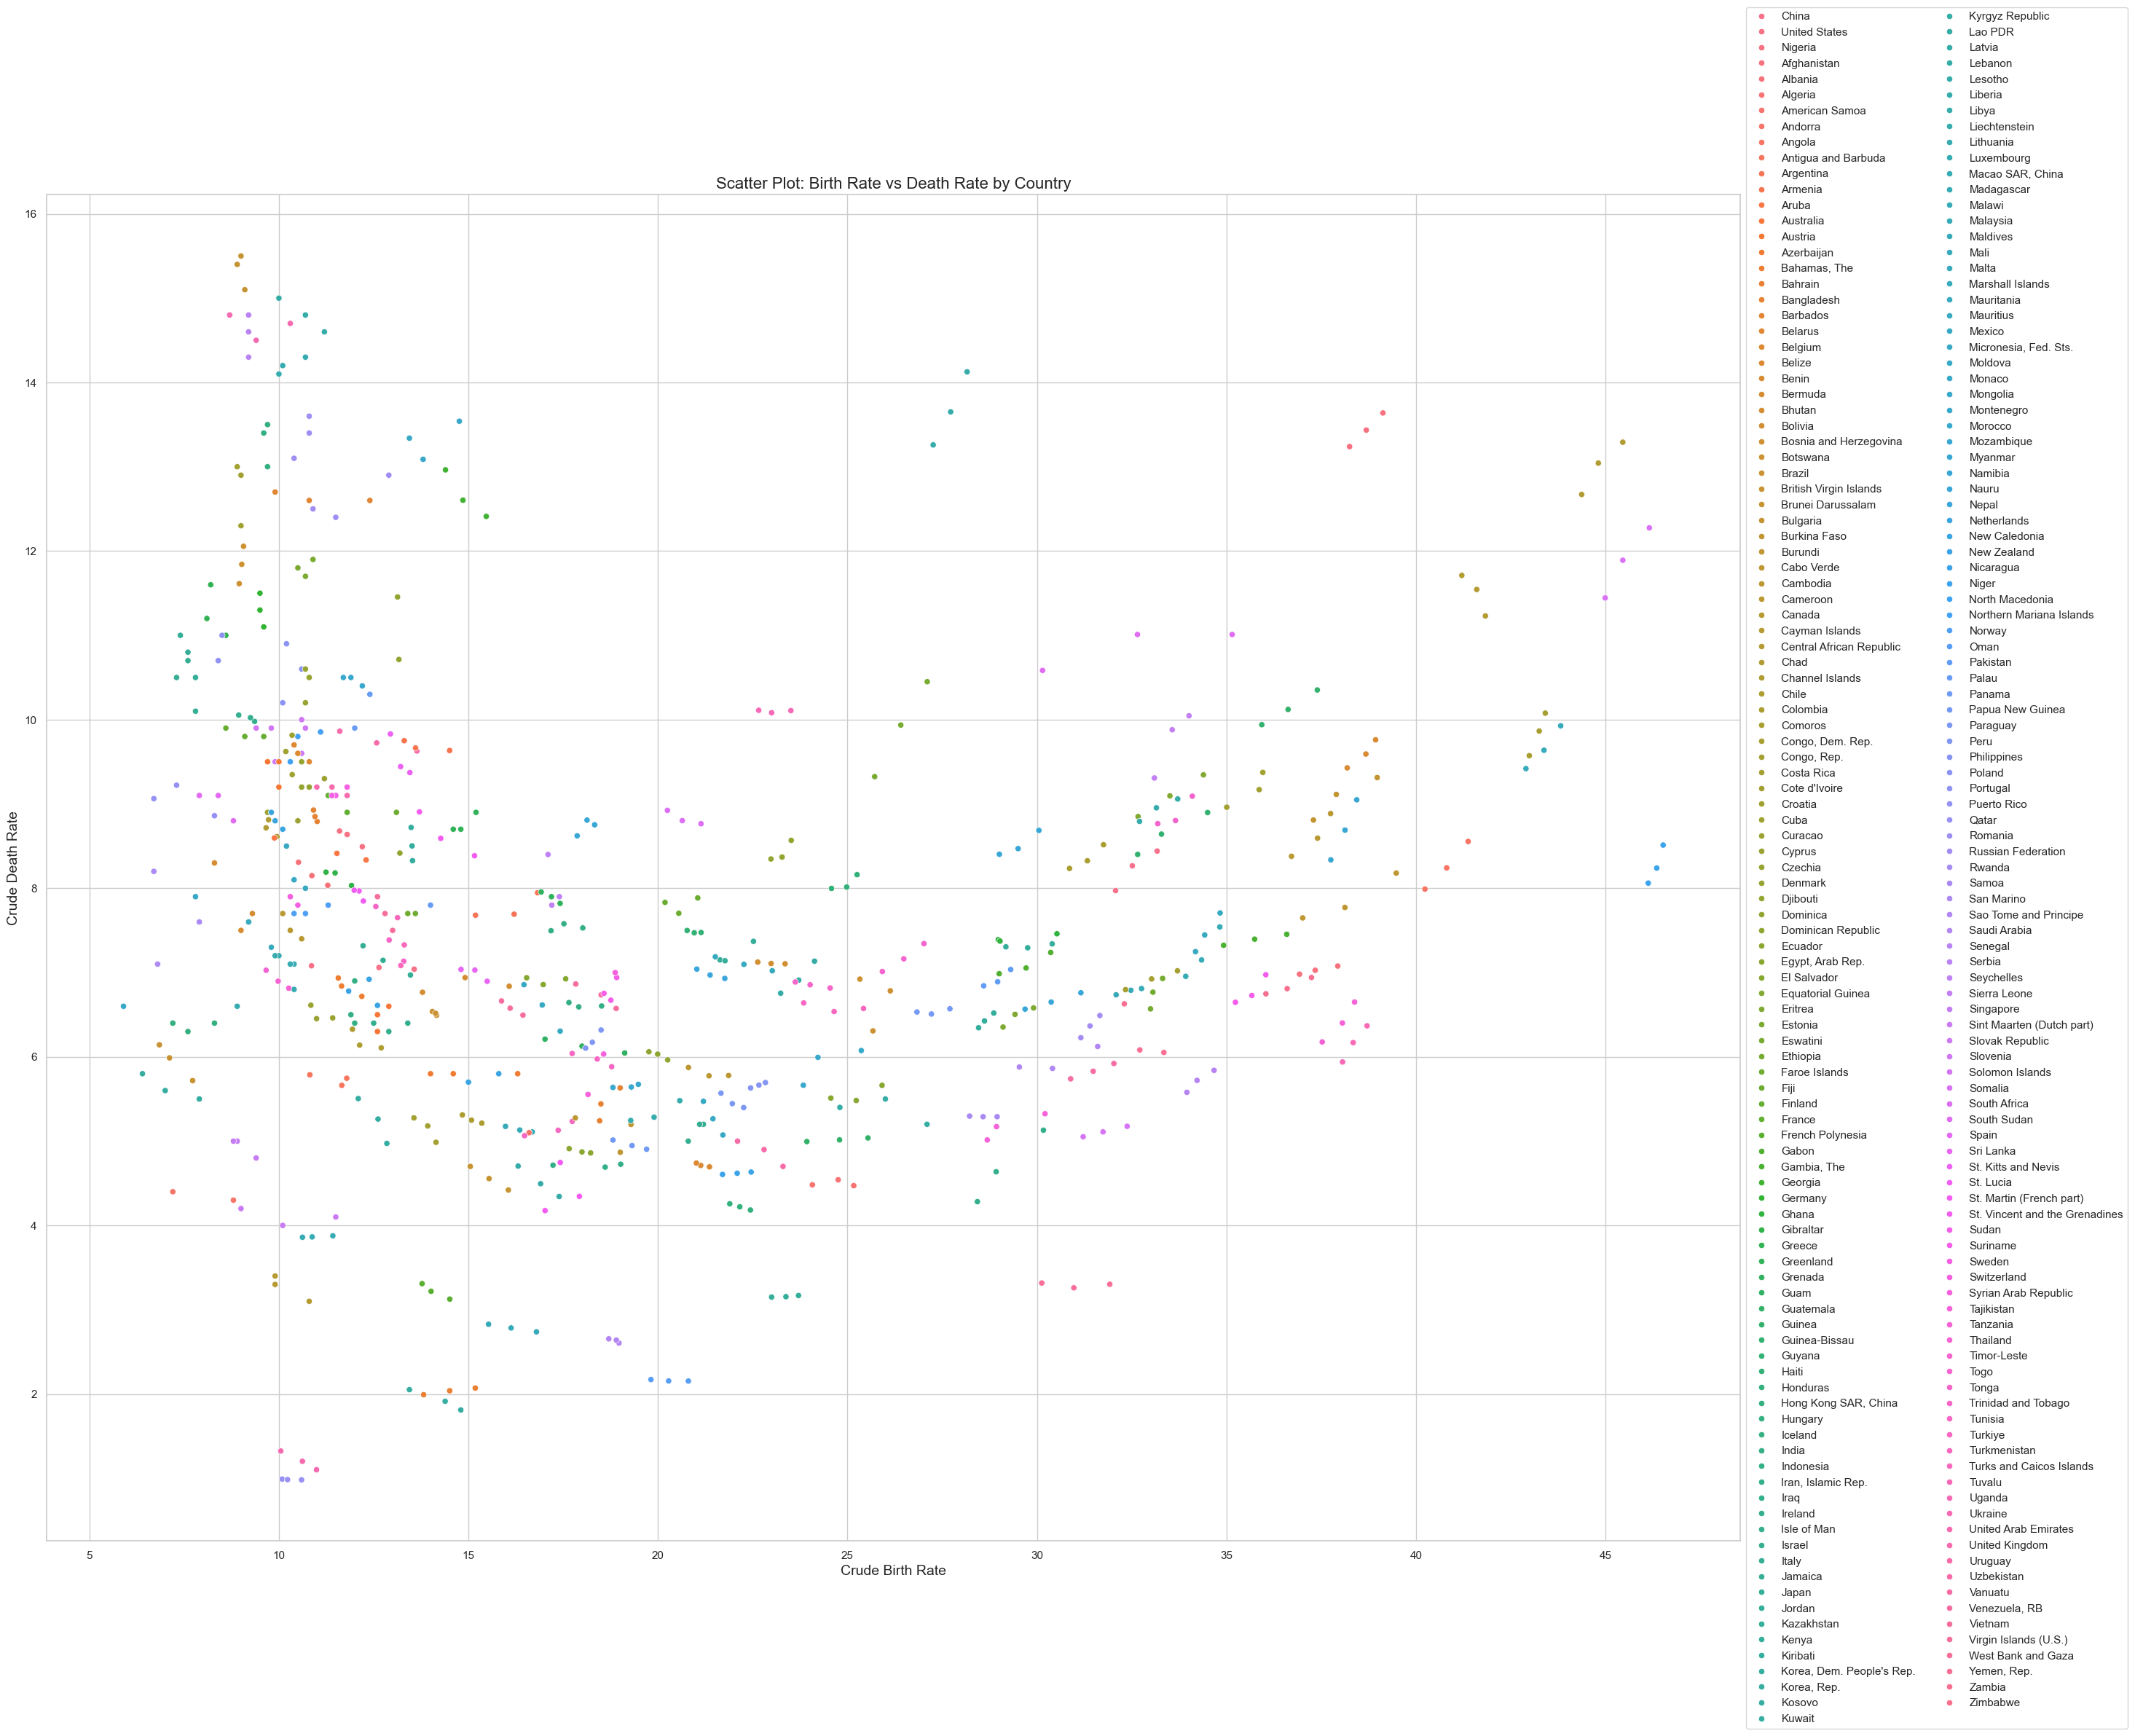 Scatter Plot: Birth Rate vs Death Rate by Country
Crude Death Rate
16
14
12
10
8
6
4
2
5
10
15
20
25
30
35
40
45
Crude Birth Rate
China
United States
Nigeria
Afghanistan
Albania
Algeria
American Samoa
Andorra
Angola
Antigua and Barbuda
Argentina
Armenia
Aruba
Australia
Austria
Azerbaijan
Bahamas, The
Bahrain
Bangladesh
Barbados
Belarus
Belgium
Belize
Benin
Bermuda
Bhutan
Bolivia
Bosnia and Herzegovina
Botswana
Brazil
British Virgin Islands
Brunei Darussalam
Bulgaria
Burkina Faso
Burundi
Cabo Verde
Cambodia
Cameroon
Canada
Cayman Islands
Central African Republic
Chad
Channel Islands
Chile
Colombia
Comoros
Congo, Dem. Rep.
Congo, Rep.
Costa Rica
Cote d'Ivoire
Croatia
Cuba
Curacao
Cyprus
Czechia
Denmark
Djibouti
Dominica
Dominican Republic
Ecuador
Egypt, Arab Rep.
El Salvador
Equatorial Guinea
Eritrea
Estonia
Eswatini
Ethiopia
Faroe Islands
Fiji
Finland
France
French Polynesia
Gabon
Gambia, The
Georgia
Germany
Ghana
Gibraltar
Greece
Greenland
Grenada
Guam
Guatemala
Guinea
Guinea-Bissau
Guyana
Haiti
Honduras
Hong Kong SAR, China
Hungary
Iceland
India
Indonesia
Iran, Islamic Rep.
Iraq
Ireland
Isle of Man
Israel
Italy
Jamaica
Japan
Jordan
Kazakhstan
Kenya
Kiribati
Korea, Dem. People's Rep.
Korea, Rep.
Kosovo
Kuwait
Kyrgyz Republic
Lao PDR
Latvia
Lebanon
Lesotho
Liberia
Libya
Liechtenstein
Lithuania
Luxembourg
Macao SAR, China
Madagascar
Malawi
Malaysia
Maldives
Mali
Malta
Marshall Islands
Mauritania
Mauritius
Mexico
Micronesia, Fed. Sts.
Moldova
Monaco
Mongolia
Montenegro
Morocco
Mozambique
Myanmar
Namibia
Nauru
Nepal
Netherlands
New Caledonia
New Zealand
Nicaragua
Niger
North Macedonia
Northern Mariana Islands
Norway
Oman
Pakistan
Palau
Panama
Papua New Guinea
Paraguay
Peru
Philippines
Poland
Portugal
Puerto Rico
Qatar
Romania
Russian Federation
Rwanda
Samoa
San Marino
Sao Tome and Principe
Saudi Arabia
Senegal
Serbia
Seychelles
Sierra Leone
Singapore
Sint Maarten (Dutch part)
Slovak Republic
Slovenia
Solomon Islands
Somalia
South Africa
South Sudan
Spain
Sri Lanka
St. Kitts and Nevis
St. Lucia
St. Martin (French part)
St. Vincent and the Grenadines
Sudan
Suriname
Sweden
Switzerland
Syrian Arab Republic
Tajikistan
Tanzania
Thailand
Timor-Leste
Togo
Tonga
Trinidad and Tobago
Tunisia
Turkiye
Turkmenistan
Turks and Caicos Islands
Tuvalu
Uganda
Ukraine
United Arab Emirates
United Kingdom
Uruguay
Uzbekistan
Vanuatu
Venezuela, RB
Vietnam
Virgin Islands (U.S.)
West Bank and Gaza
Yemen, Rep.
Zambia
Zimbabwe